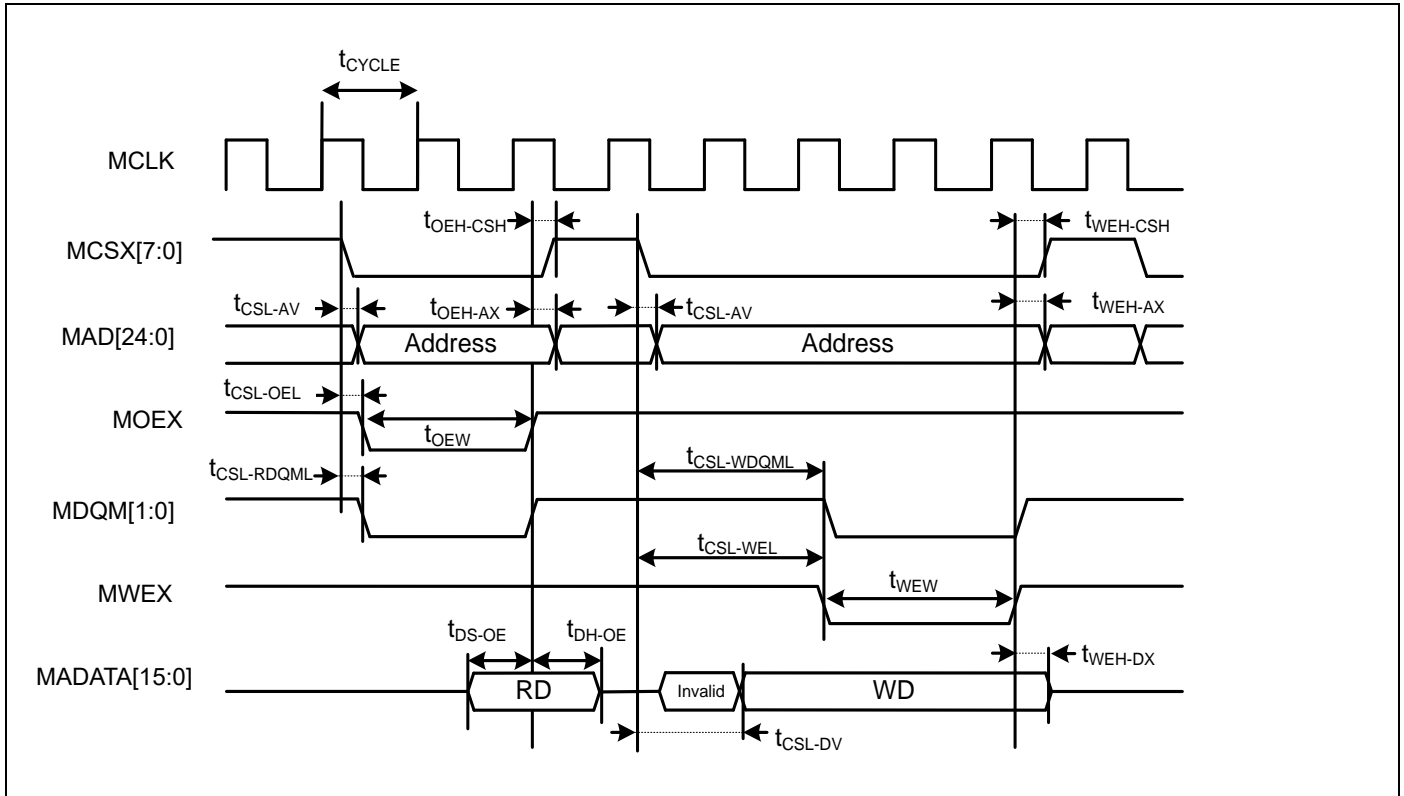 tCYCLE
MCLK
tOEH-CSH
tWEH-CSH
MCSX[7:0]
tCSL-AV
tOEH-AX
tCSL-AV
tWEH-AX
MAD[24:0]
Address
Address
tCSL-OEL
MOEX
tOEW
tCSL-WDQML
tCSL-RDQML
MDQM[1:0]
tCSL-WEL
MWEX
tWEW
tDS-OE
tDH-OE
tWEH-DX
MADATA[15:0]
RD
Invalid
WD
tCSL-DV